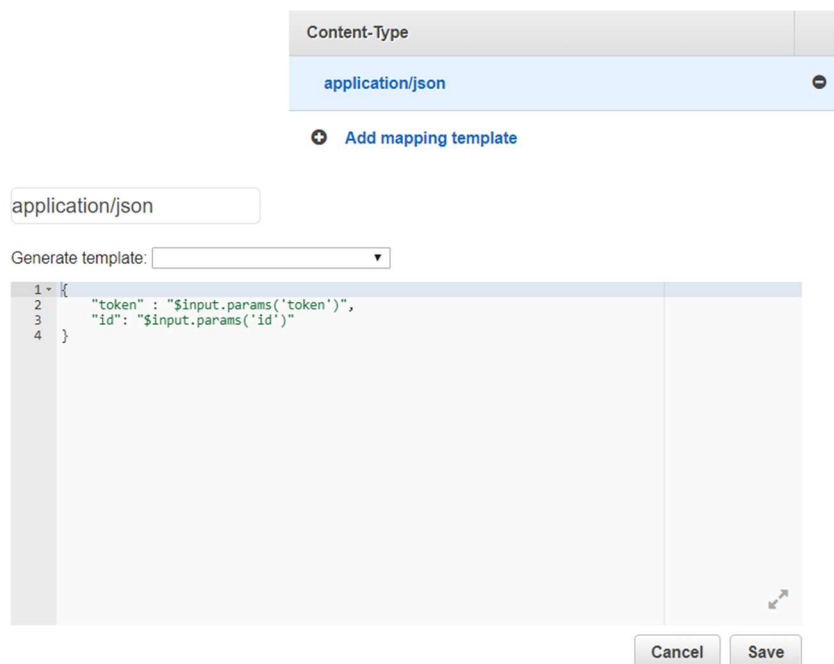 Content-Type
application/json
Add mapping template
application/json
Generate template:
1 {
2 "token" : "$input.params('token')",
3 "id": "$input.params('id')"
4 }
Cancel Save